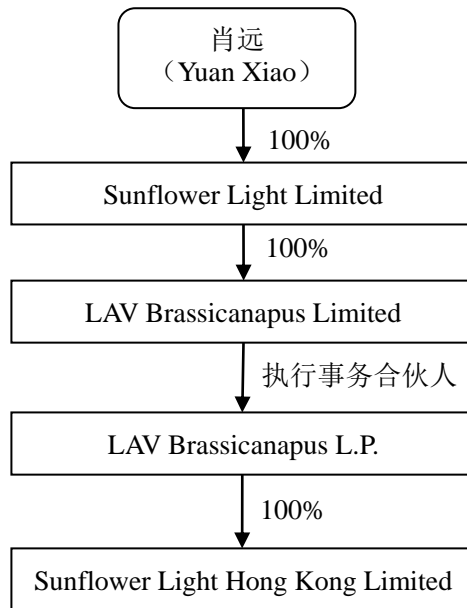 肖远
（Yuan Xiao）
100%
Sunflower Light Limited
100%
LAV Brassicanapus Limited
执行事务合伙人
LAV Brassicanapus L.P.
100%
Sunflower Light Hong Kong Limited